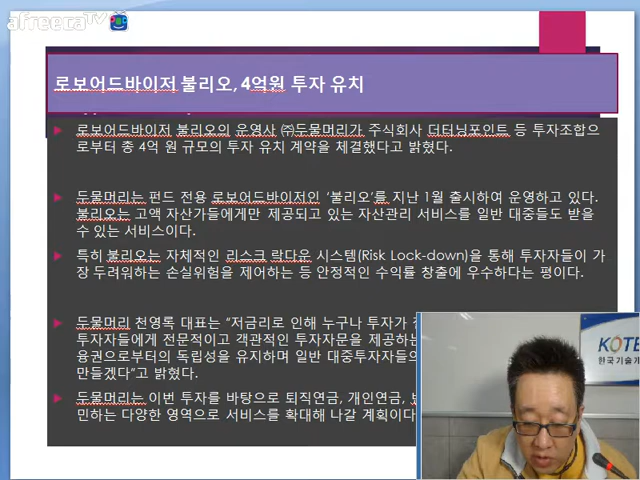 afreecaTV
로보어드바이저 불리오, 4억원 투자 유치
로보어드바이저 불리오의 운영사 ㈜두물머리가 주식회사 더터닝포인트 등 투자조합으
로부터 총 4억 원 규모의 투자 유치 계약을 체결했다고 밝혔다.
두물머리는 펀드 전용 로보어드바이저인 '불리오'를 지난 1월 출시하여 운영하고 있다.
불리오는 고액 자산가들에게만 제공되고 있는 자산관리 서비스를 일반 대중들도 받을
수 있는 서비스이다.
특히 불리오는 자체적인 리스크 락다운 시스템(Risk Lock-down)을 통해 투자자들이 가
장 두려워하는 손실위험을 제어하는 등 안정적인 수익률 창출에 우수하다는 평이다.
두물머리 천영록 대표는 “저금리로 인해 누구나 투자가
투자자들에게 전문적이고 객관적인 투자자문을 제공하는
용권으로부터의 독립성을 유지하며 일반 대중투자자들의
만들겠다”고 밝혔다.
두물머리는 이번 투자를 바탕으로 퇴직연금, 개인연금,
민하는 다양한 영역으로 서비스를 확대해 나갈 계획이다
KOTE
한국기술